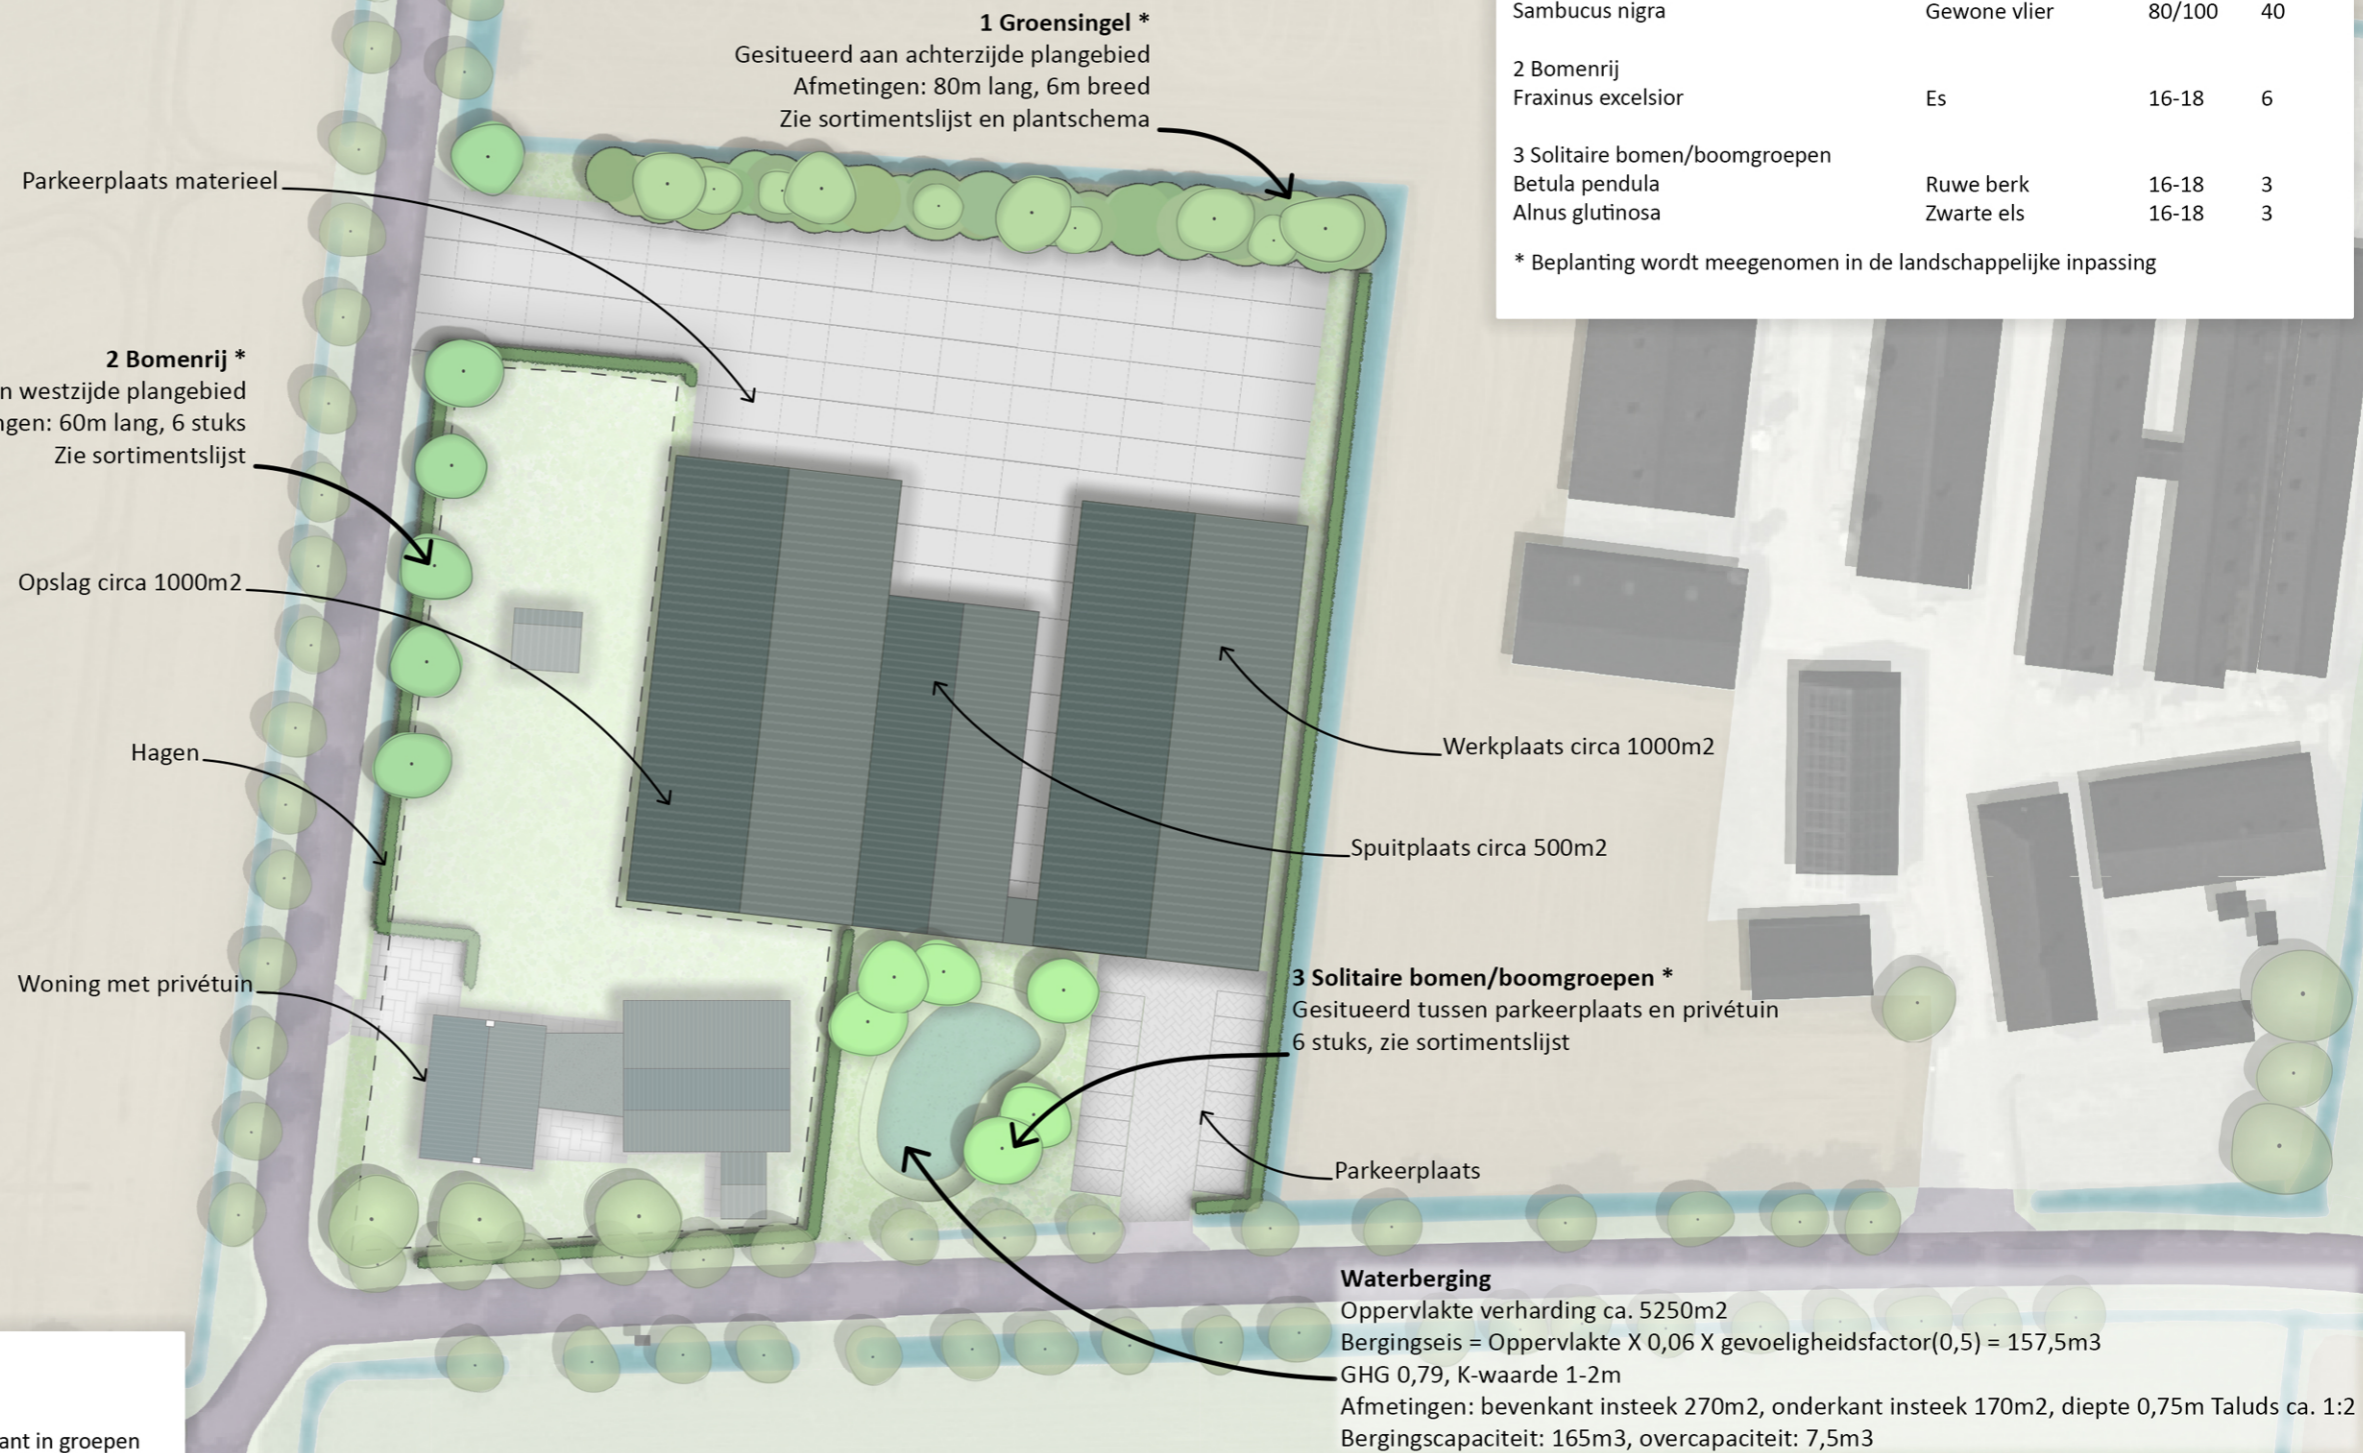 1 Groensingel *
Gesitueerd aan achterzijde plangebied
Afmetingen: 80m lang, 6m breed
Zie sortimentslijst en plantschema
Sambucus nigra Gewone vlier 80/100 40
2 Bomenrij
Fraxinus excelsior Es 16-18 6
3 Solitaire bomen/boomgroepen
Betula pendula Ruwe berk 16-18 3
Alnus glutinosa Zwarte els 16-18 3
* Beplanting wordt meegenomen in de landschappelijke inpassing
Parkeerplaats materieel
2 Bomenrij *
westzijde plangebied
60m lang, 6 stuks
Zie sortimentslijst
Opslag circa 1000m2
Hagen
Woning met privétuin
Werkplaats circa 1000m2
Spuitplaats circa 500m2
3 Solitaire bomen/boomgroepen *
Gesitueerd tussen parkeerplaats en privétuin
6 stuks, zie sortimentslijst
Parkeerplaats
Waterberging
Oppervlakte verharding ca. 5250m2
Bergingseis = Oppervlakte X 0,06 X gevoeligheidsfactor(0,5) = 157,5m3
GHG 0,79, K-waarde 1-2m
Afmetingen: bevenkant insteek 270m2, onderkant insteek 170m2, diepte 0,75m Taluds ca. 1:2
Bergingscapaciteit: 165m3, overcapaciteit: 7,5m3
in groepen